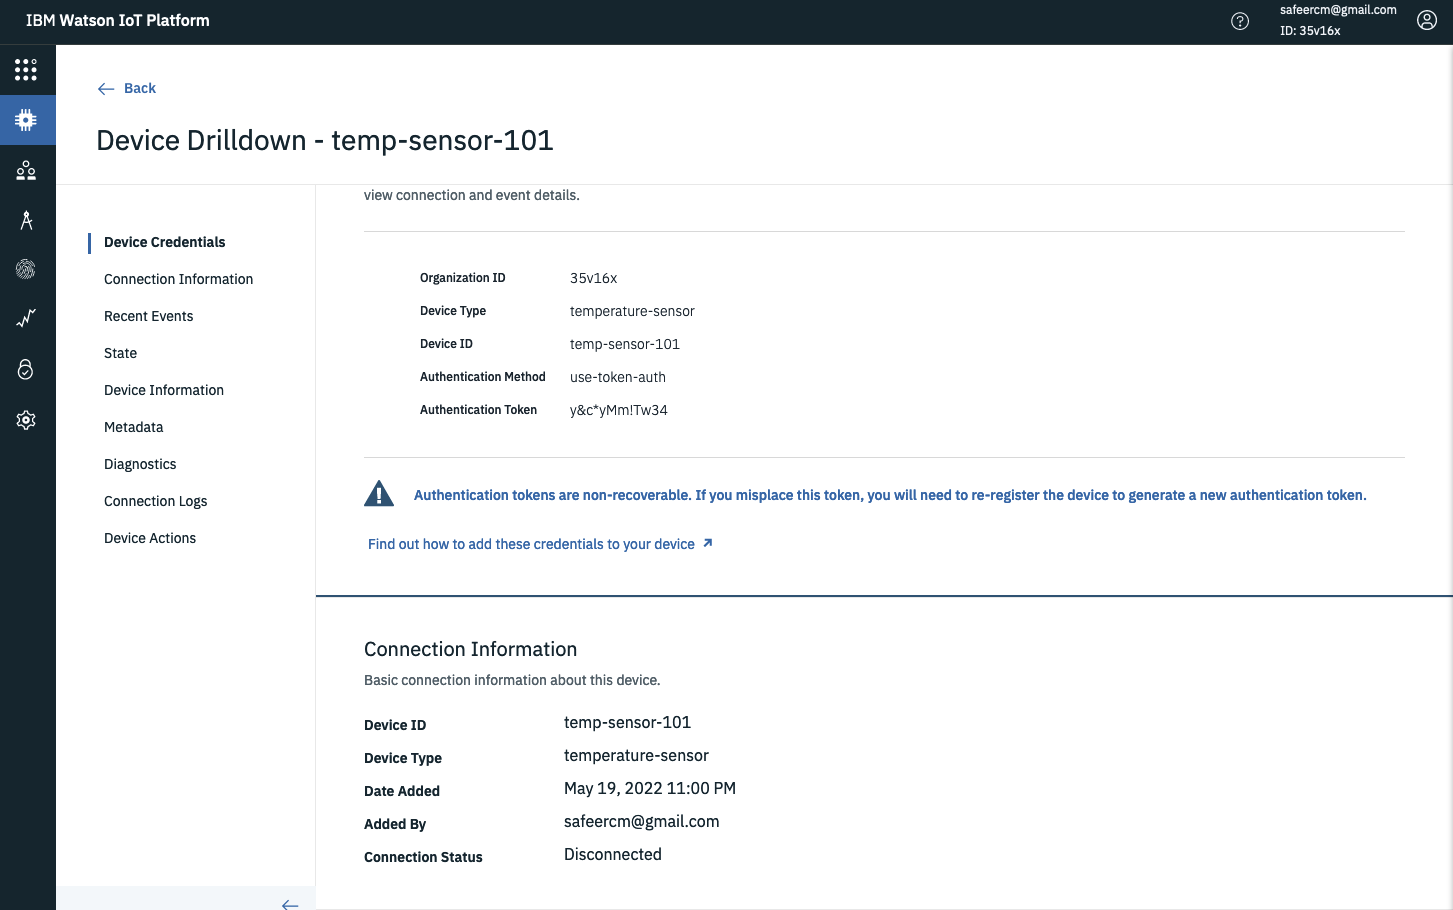 IBM Watson IoT Platform
safeercm@gmail.com
ID: 35v16x
Back
Device Drilldown - temp-sensor-101
Device Credentials
Connection Information
Recent Events
State
Device Information
Metadata
Diagnostics
Connection Logs
Device Actions
view connection and event details.
Organization ID 35v16x
Device Type temperature-sensor
Device ID temp-sensor-101
Authentication Method use-token-auth
Authentication Token y&c*yMm!Tw34
Authentication tokens are non-recoverable. If you misplace this token, you will need to re-register the device to generate a new authentication token.
Find out how to add these credentials to your device
Connection Information
Basic connection information about this device.
Device ID temp-sensor-101
Device Type temperature-sensor
Date Added May 19, 2022 11:00 PM
Added By safeercm@gmail.com
Connection Status Disconnected